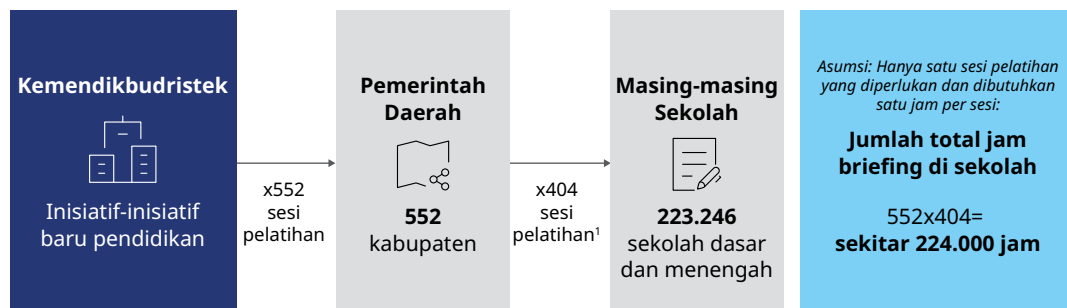 Kemendikbudristek
Inisiatif-inisiatif
baru pendidikan
x552
sesi
pelatihan
Pemerintah
Daerah
552
kabupaten
x404
sesi
pelatihan¹
Masing-masing
Sekolah
223.246
sekolah dasar
dan menengah
Asumsi: Hanya satu sesi pelatihan
yang diperlukan dan dibutuhkan
satu jam per sesi:
Jumlah total jam
briefing di sekolah
552x404=
sekitar 224.000 jam